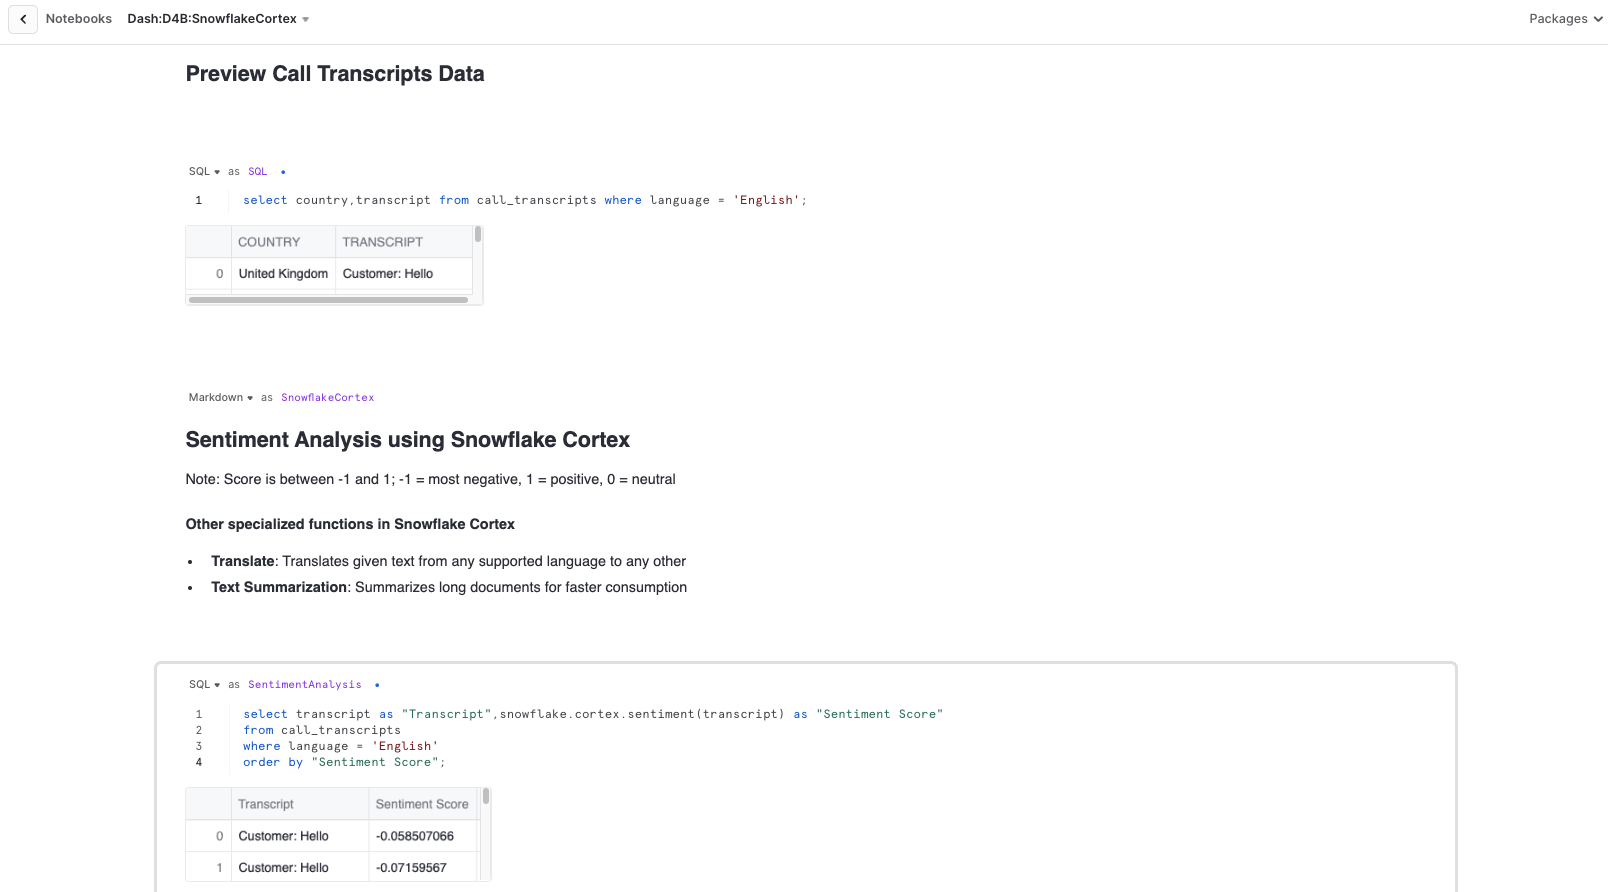 Notebooks Dash:D4B:SnowflakeCortex Packages
Preview Call Transcripts Data
SQL as SQL
1 select country,transcript from call_transcripts where language = 'English';
COUNTRY TRANSCRIPT
0 United Kingdom Customer: Hello
Markdown as SnowflakeCortex
Sentiment Analysis using Snowflake Cortex
Note: Score is between -1 and 1; -1 = most negative, 1 = positive, 0 = neutral
Other specialized functions in Snowflake Cortex
• Translate: Translates given text from any supported language to any other
• Text Summarization: Summarizes long documents for faster consumption
SQL as SentimentAnalysis
1 select transcript as "Transcript",snowflake.cortex.sentiment(transcript) as "Sentiment Score"
2 from call_transcripts
3 where language = 'English'
4 order by "Sentiment Score";
Transcript Sentiment Score
0 Customer: Hello -0.058507066
1 Customer: Hello -0.07159567